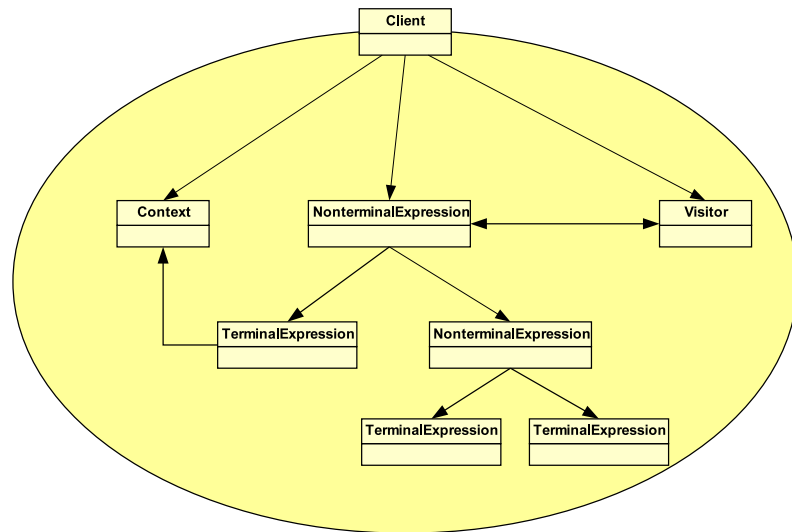 Client
Context
NonterminalExpression
Visitor
TerminalExpression
NonterminalExpression
TerminalExpression
TerminalExpression